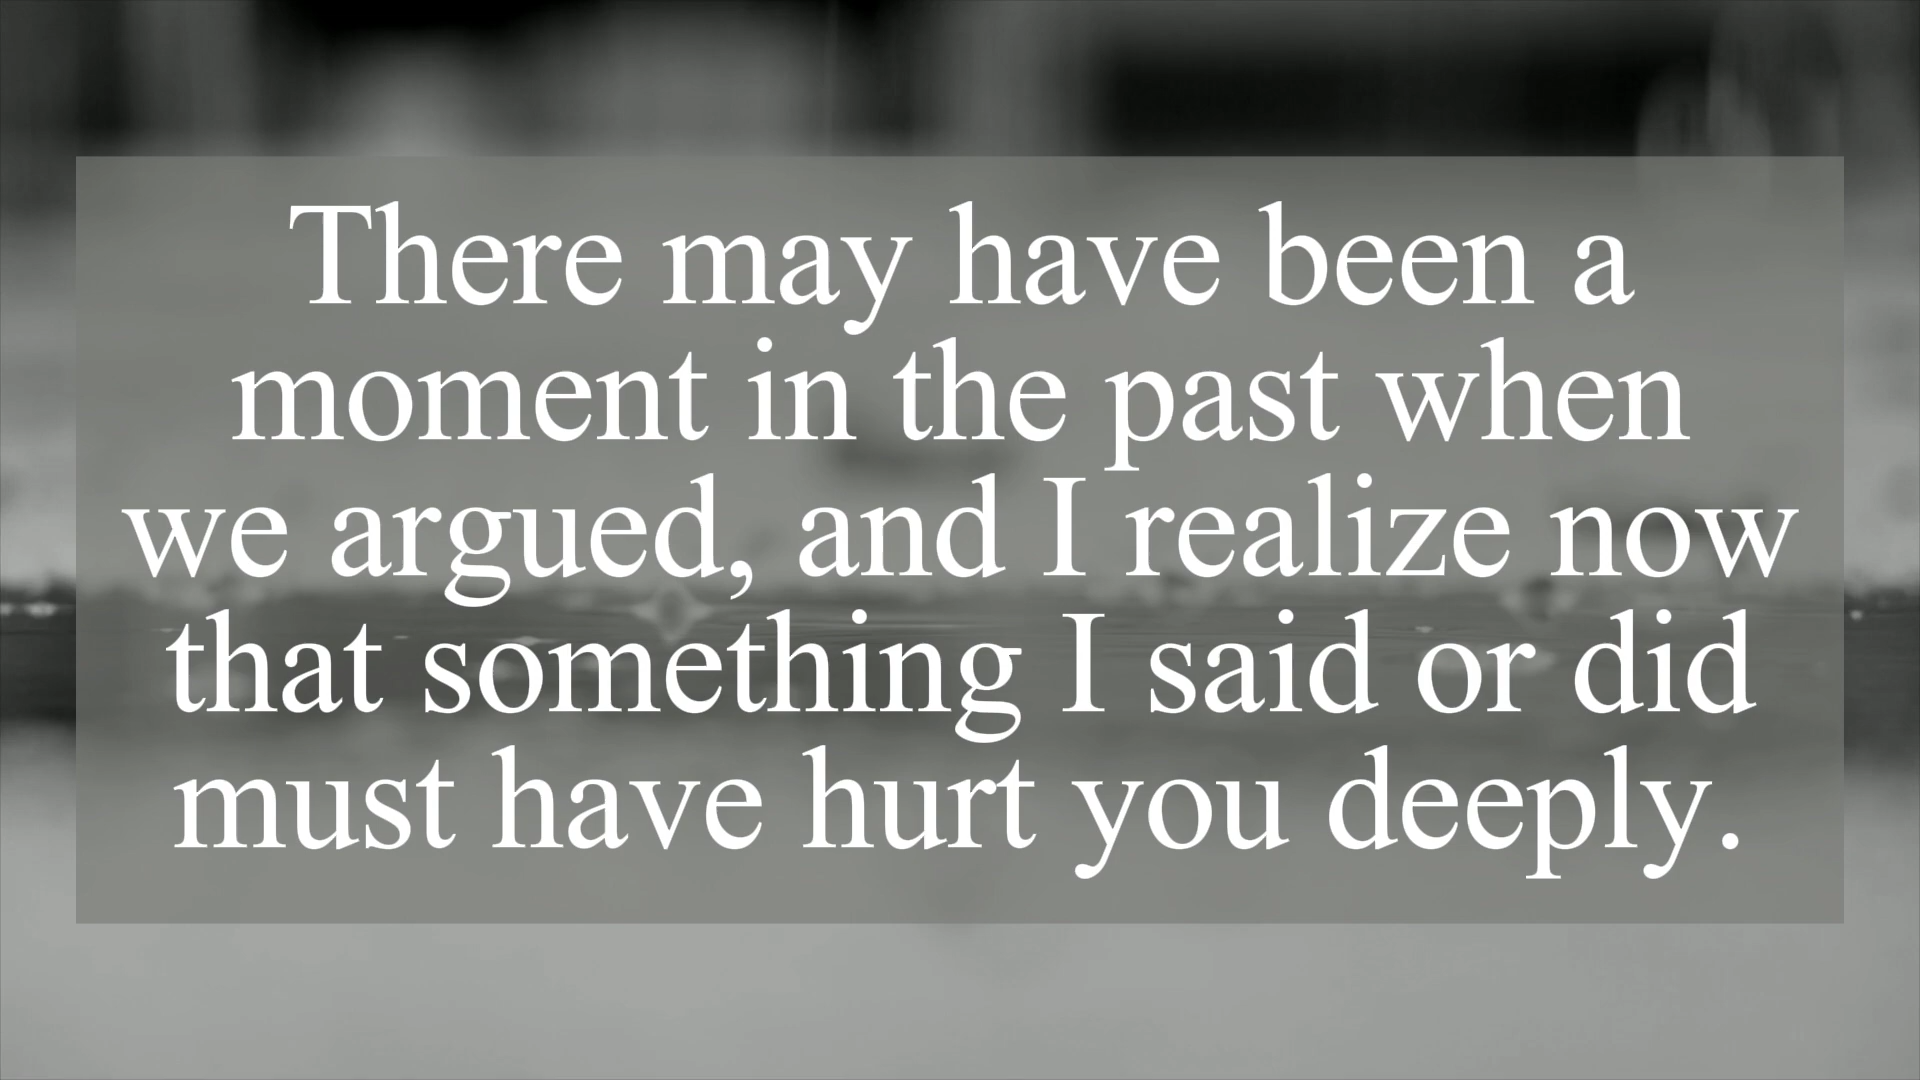 There may have been a
moment in the past when
we argued, and I realize now
that something I said or did
must have hurt you deeply.